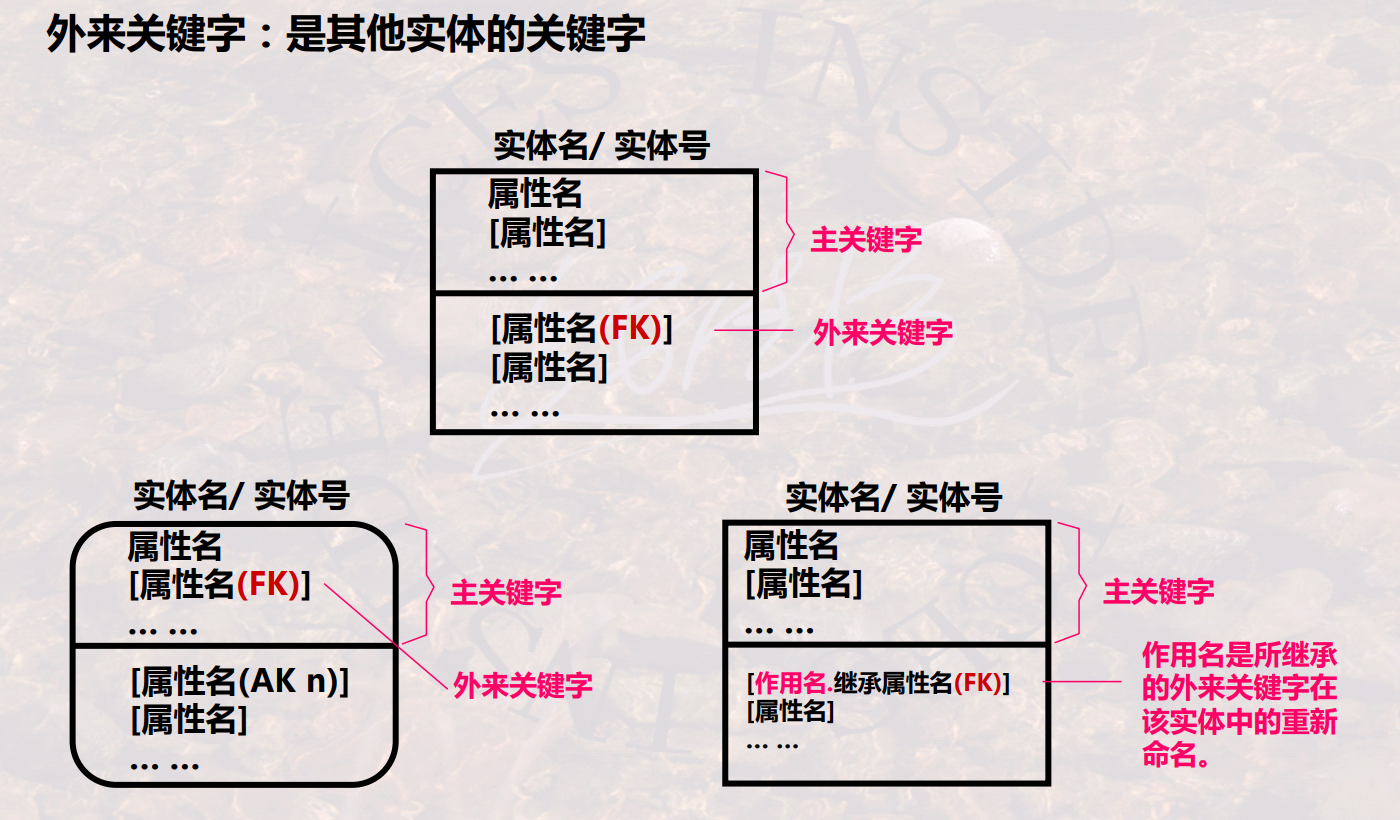 外来关键字：是其他实体的关键字
实体名/ 实体号
属性名
[属性名]
... ...
主关键字
[属性名(FK)]
外来关键字
[属性名]
... ...
实体名/ 实体号
属性名
[属性名(FK)]
... ...
主关键字
[属性名(AK n)]
外来关键字
[属性名]
... ...
实体名/ 实体号
属性名
[属性名]
... ...
主关键字
[作用名.继承属性名(FK)]
[属性名]
... ...
作用名是所继承
的外来关键字在
该实体中的重新
命名。